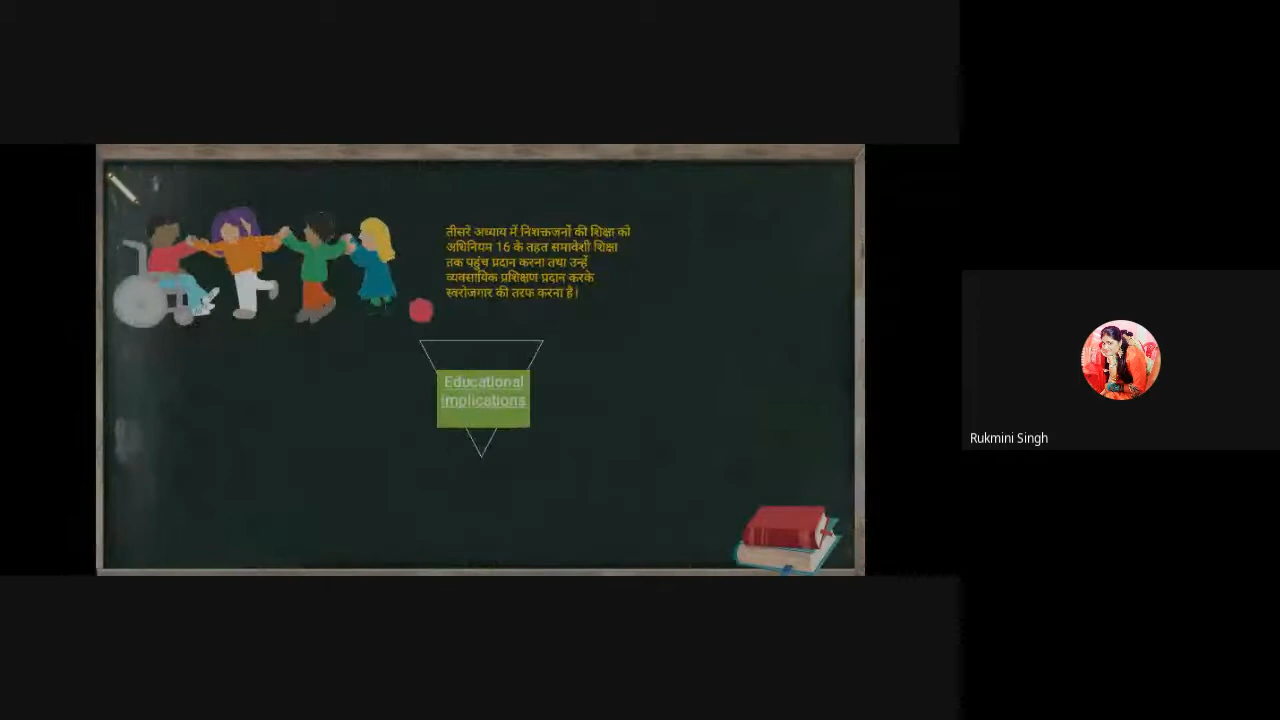 तीसरे अध्याय में निशक्तजनों की शिक्षा को
अधिनियम 16 के तहत समावेशी शिक्षा
तक पहुंच प्रदान करना तथा उन्हें
व्यवसायिक प्रशिक्षण प्रदान करके
स्वरोजगार की तरफ करना है।
Educational
implications
Rukmini Singh